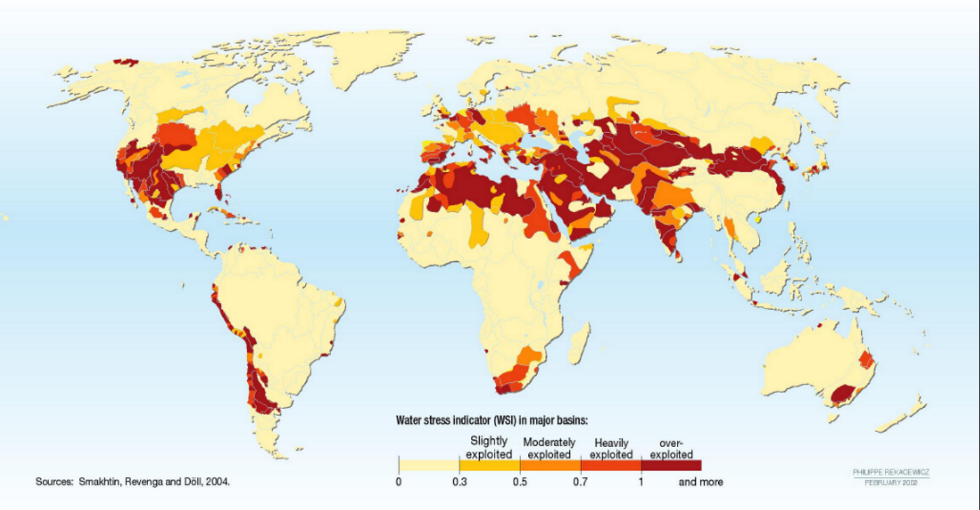 Water stress indicator (WSI) in major basins:
Slightly exploited
Moderately exploited
Heavily exploited
over-exploited
0 0.3 0.5 0.7 1 and more
Sources: Smakhtin, Revenga and Döll, 2004.
PHILIPPE REKACEWICZ
FEBRUARY 2002